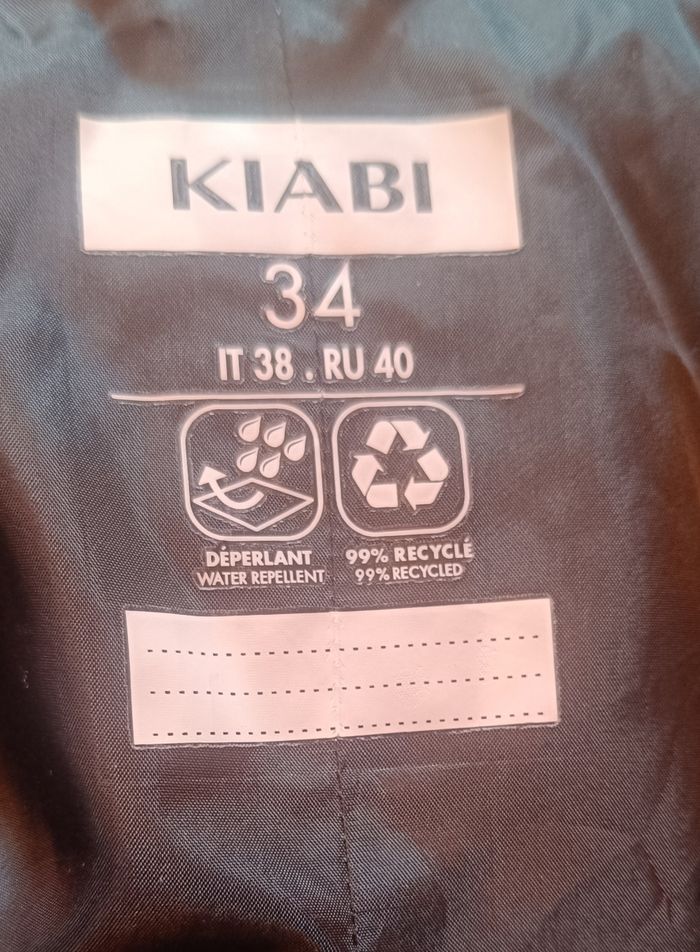 KIABI
34
IT 38 . RU 40
DÉPERLANT
WATER REPELLENT
99% RECYCLÉ
99% RECYCLED